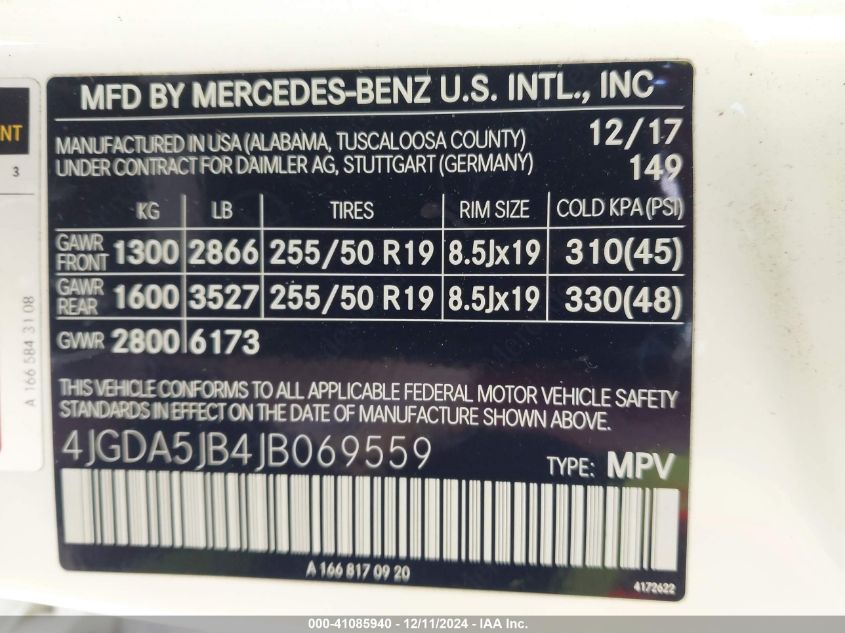 MFD BY MERCEDES-BENZ U.S. INTL., INC
MANUFACTURED IN USA (ALABAMA, TUSCALOOSA COUNTY) 12/17
UNDER CONTRACT FOR DAIMLER AG, STUTTGART (GERMANY) 149
KG LB TIRES RIM SIZE COLD KPA (PSI)
GAWR FRONT 1300 2866 255/50 R19 8.5Jx19 310(45)
GAWR REAR 1600 3527 255/50 R19 8.5Jx19 330(48)
GVWR 2800 6173
THIS VEHICLE CONFORMS TO ALL APPLICABLE FEDERAL MOTOR VEHICLE SAFETY
STANDARDS IN EFFECT ON THE DATE OF MANUFACTURE SHOWN ABOVE.
4JGDA5JB4JB069559 TYPE: MPV
A 166 817 09 20
4172622
NT
3
A 166 584 31 08
000-41085940 - 12/11/2024 - IAA Inc.